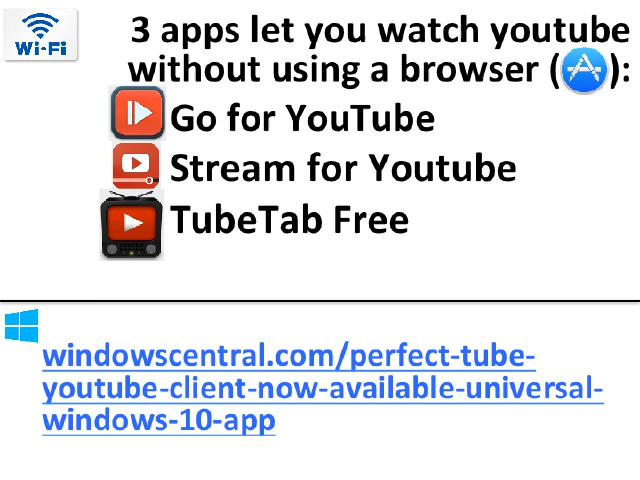 Wi-Fi
3 apps let you watch youtube
without using a browser ( ):
Go for YouTube
Stream for Youtube
TubeTab Free
windowscentral.com/perfect-tube-
youtube-client-now-available-universal-
windows-10-app